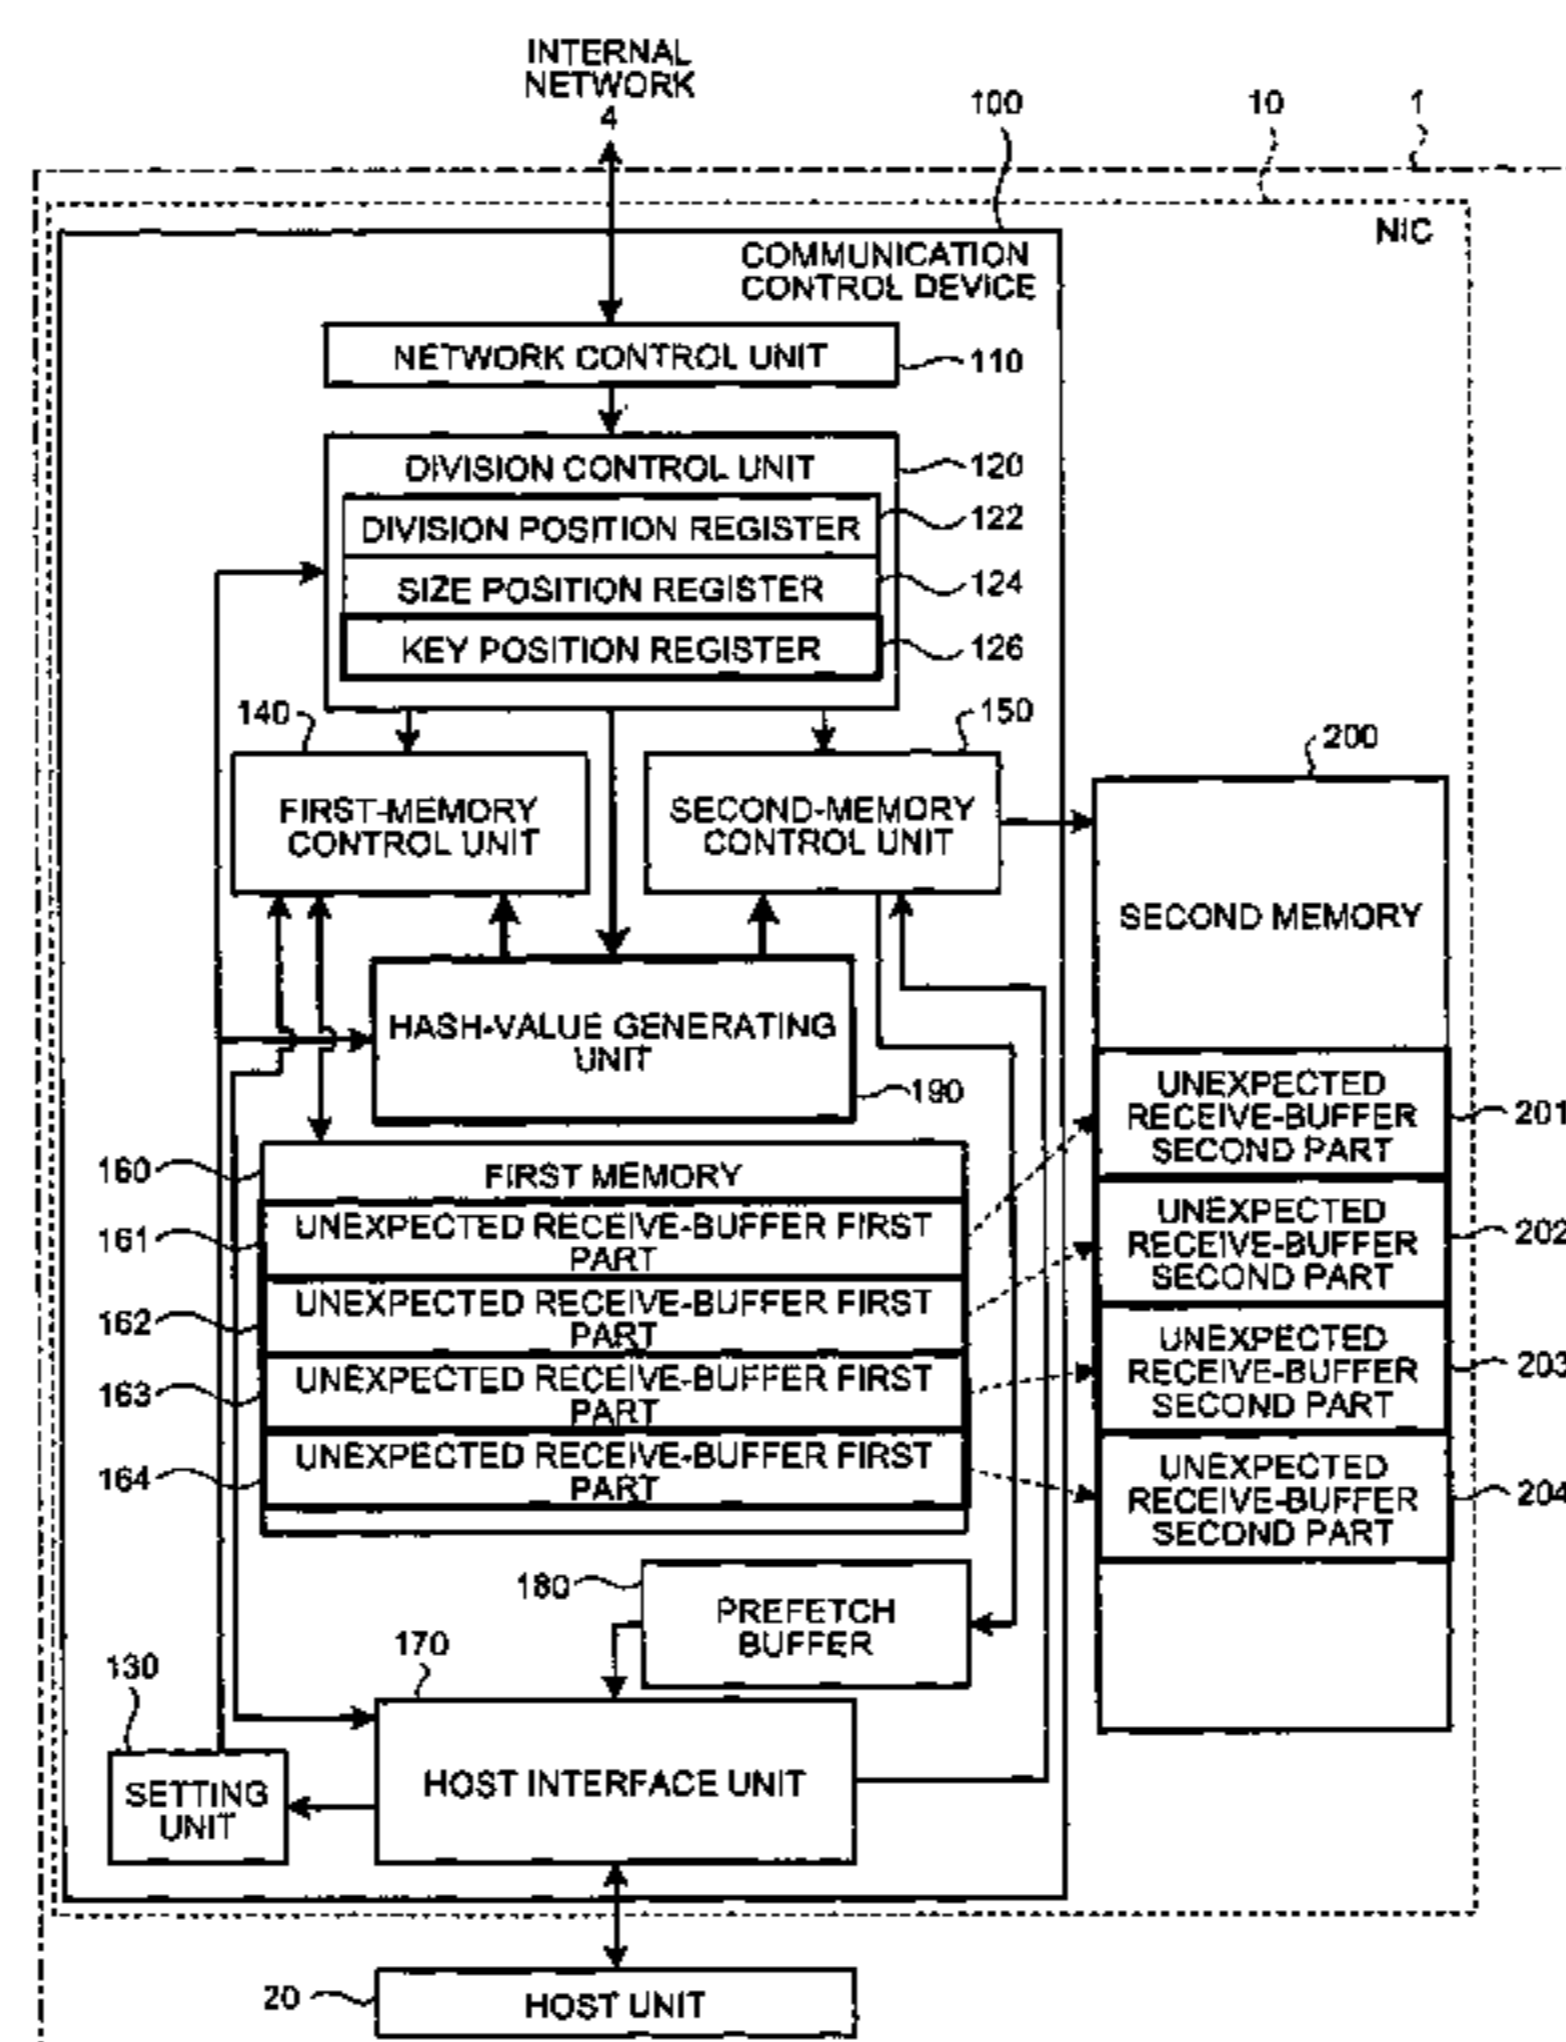 INTERNAL
NETWORK
4
100
10
1
NIC
COMMUNICATION
CONTROL DEVICE
NETWORK CONTROL UNIT
110
DIVISION CONTROL UNIT
120
DIVISION POSITION REGISTER
122
SIZE POSITION REGISTER
124
KEY POSITION REGISTER
126
140
150
200
FIRST-MEMORY
CONTROL UNIT
SECOND-MEMORY
CONTROL UNIT
SECOND MEMORY
HASH-VALUE GENERATING
UNIT
190
UNEXPECTED
RECEIVE-BUFFER
SECOND PART
201
160
FIRST MEMORY
161
UNEXPECTED RECEIVE-BUFFER FIRST
PART
UNEXPECTED
RECEIVE-BUFFER
SECOND PART
202
162
UNEXPECTED RECEIVE-BUFFER FIRST
PART
UNEXPECTED
RECEIVE-BUFFER
SECOND PART
203
163
UNEXPECTED RECEIVE-BUFFER FIRST
PART
164
UNEXPECTED RECEIVE-BUFFER FIRST
PART
UNEXPECTED
RECEIVE-BUFFER
SECOND PART
204
180
PREFETCH
BUFFER
170
130
HOST INTERFACE UNIT
SETTING
UNIT
20
HOST UNIT